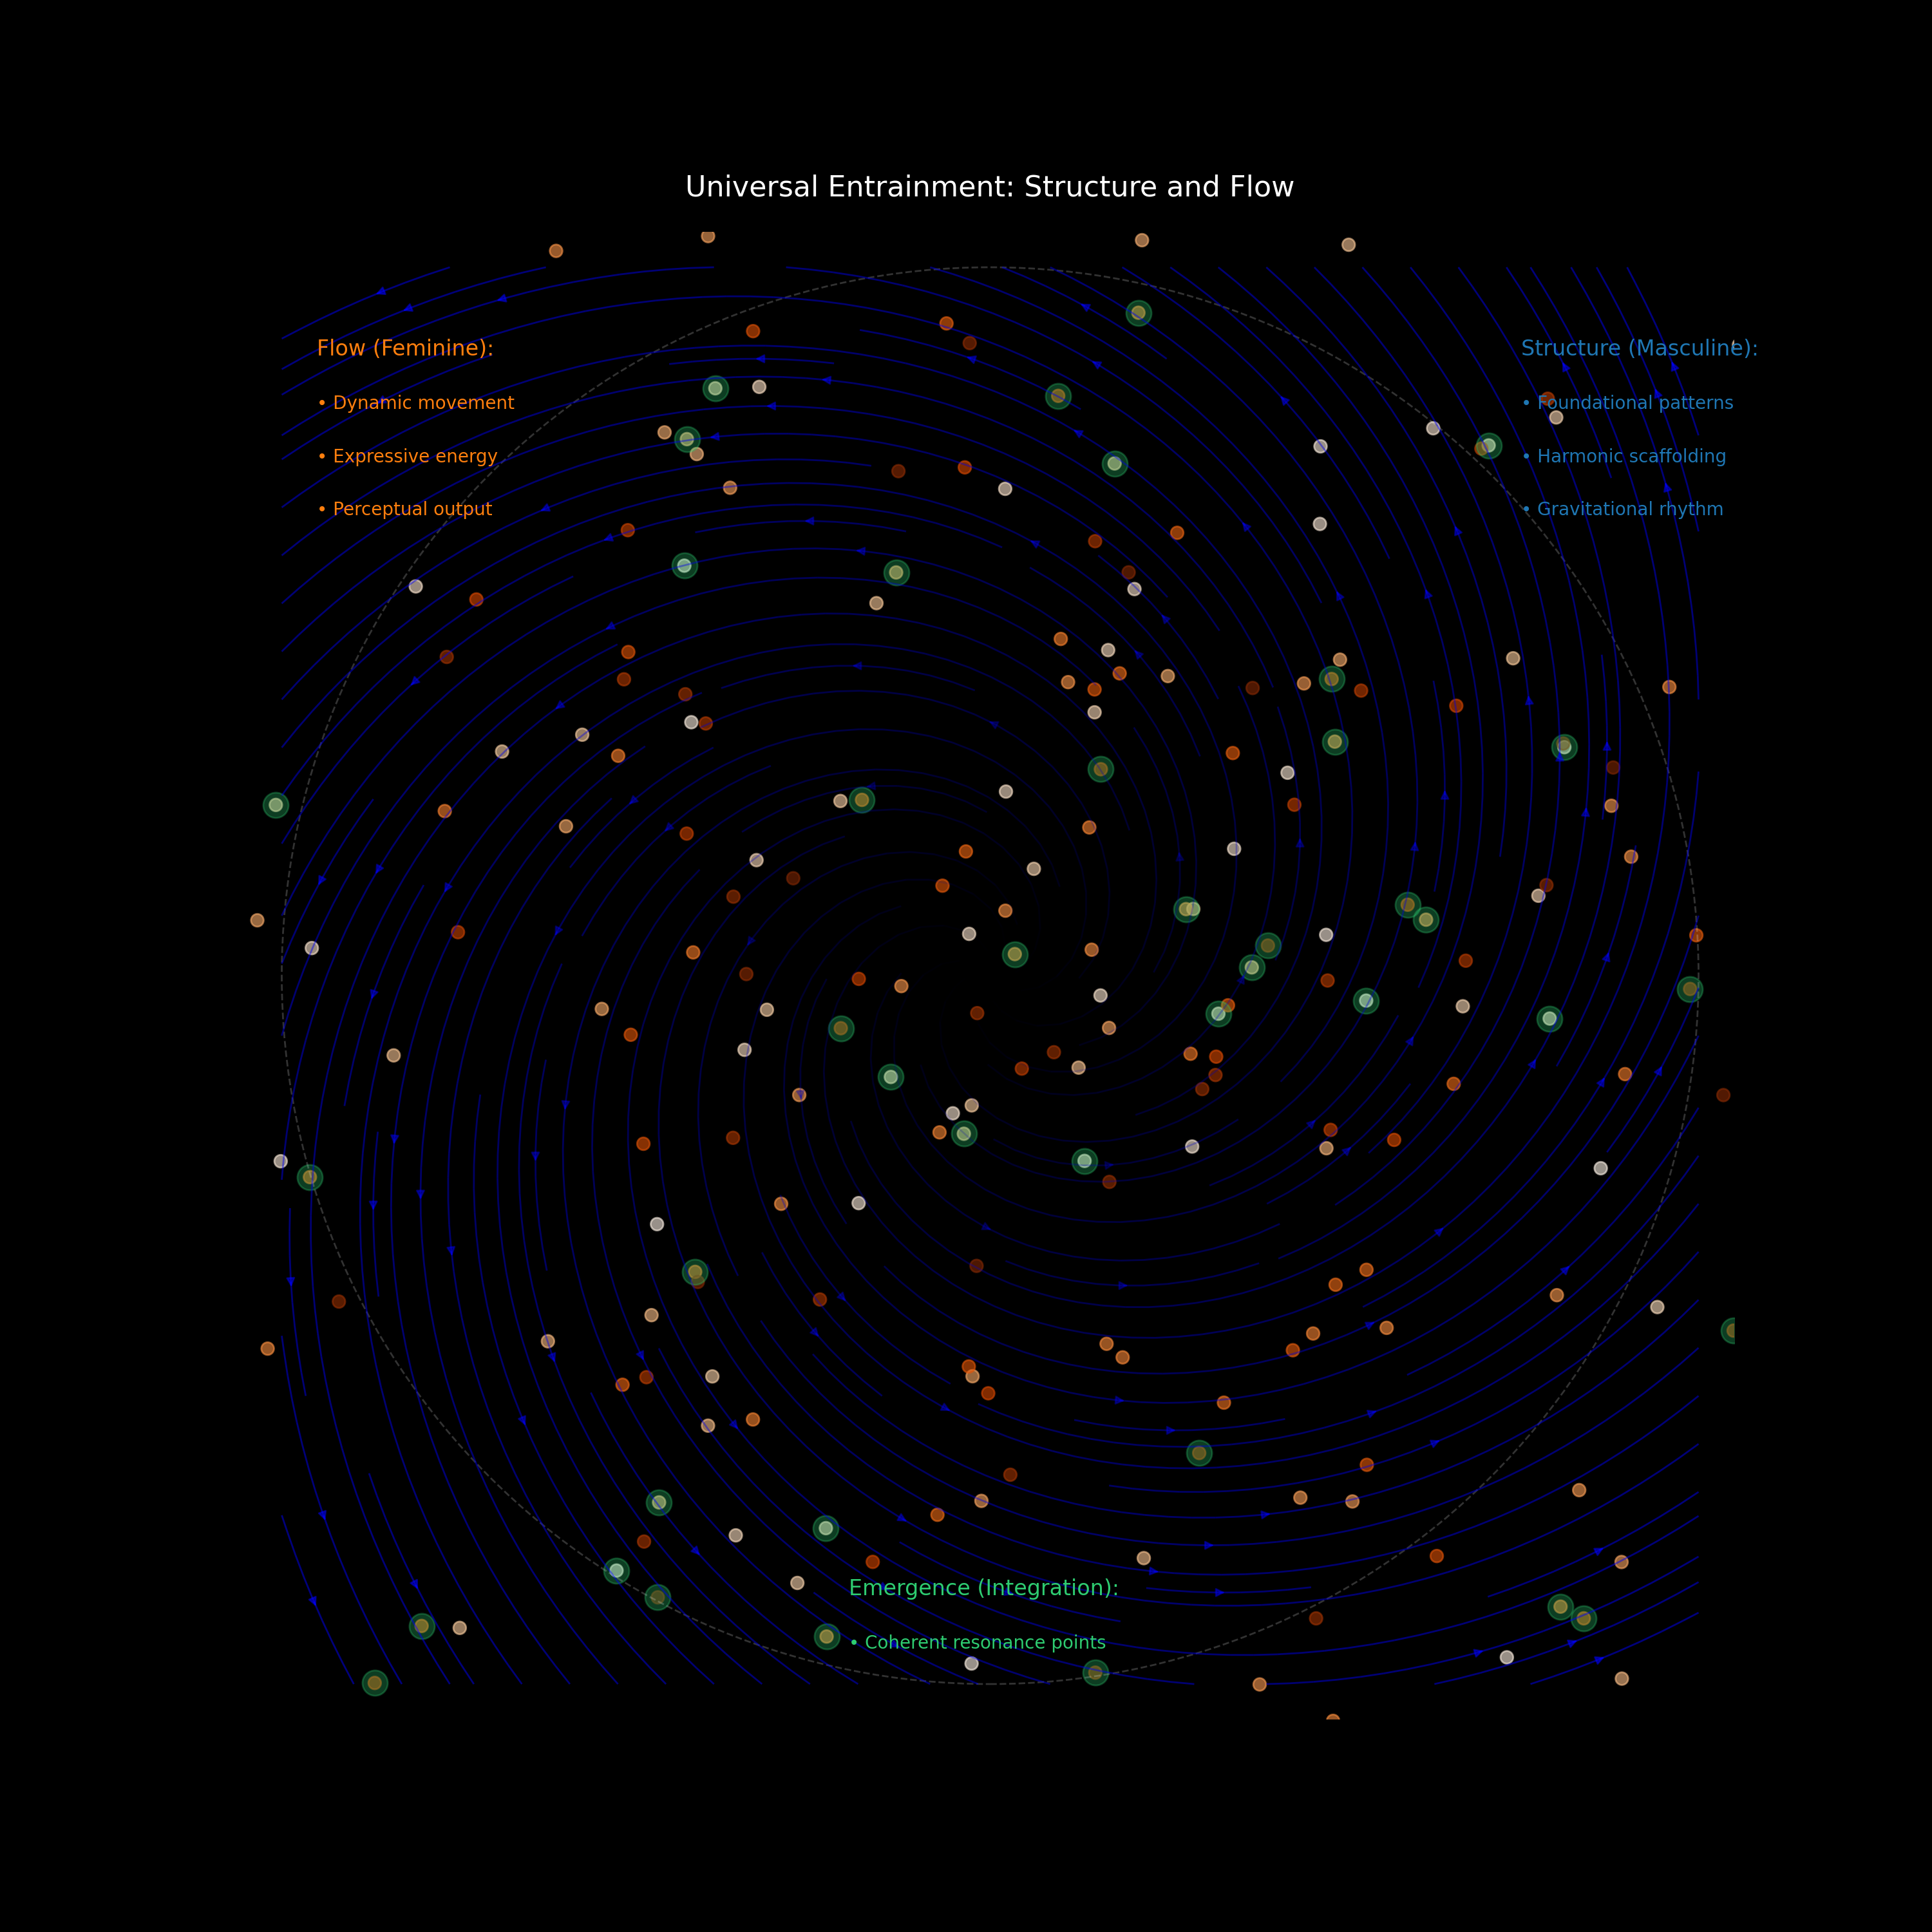 Universal Entrainment: Structure and Flow
Flow (Feminine):
• Dynamic movement
• Expressive energy
• Perceptual output
Structure (Masculine):
• Foundational patterns
• Harmonic scaffolding
• Gravitational rhythm
Emergence (Integration):
• Coherent resonance points